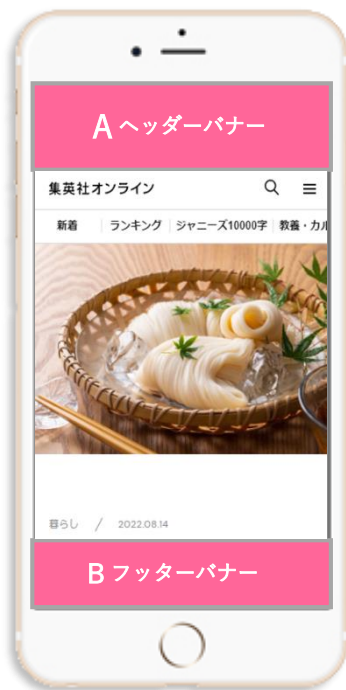 A ヘッダーバナー
集英社オンライン
新着 ランキング ジャニーズ10000字 教養・カル
暮らし / 2022.08.14
B フッターバナー